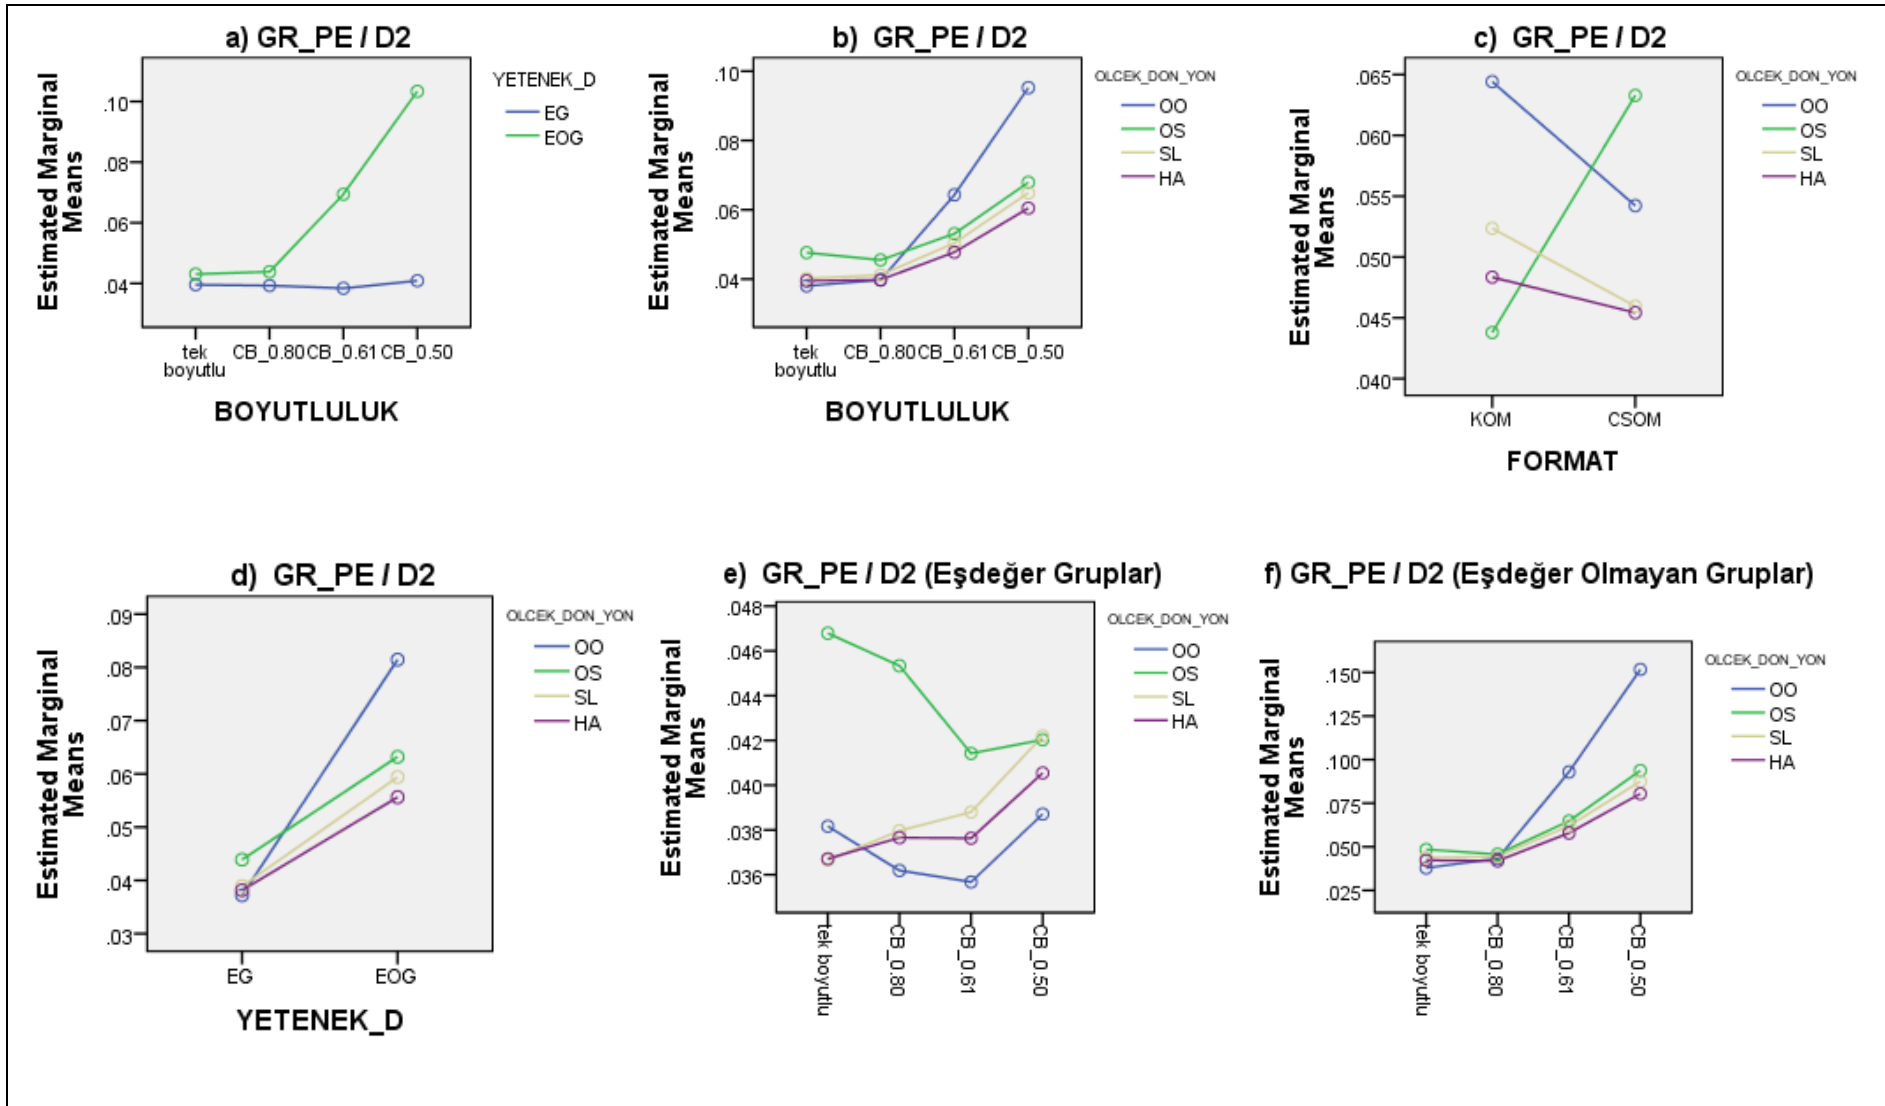 a) GR_PE / D2
Estimated Marginal
Means
.10
.08
.06
.04
tek
boyutlu
CB_0.80
CB_0.61
CB_0.50
BOYUTLULUK
YETENEK_D
EG
EOG
b) GR_PE / D2
Estimated Marginal
Means
.10
.08
.06
.04
tek
boyutlu
CB_0.80
CB_0.61
CB_0.50
BOYUTLULUK
OLCEK_DON_YON
OO
OS
SL
HA
c) GR_PE / D2
Estimated Marginal
Means
.065
.060
.055
.050
.045
.040
KOM
CSOM
FORMAT
OLCEK_DON_YON
OO
OS
SL
HA
d) GR_PE / D2
Estimated Marginal
Means
.09
.08
.07
.06
.05
.04
.03
EG
EOG
YETENEK_D
OLCEK_DON_YON
OO
OS
SL
HA
e) GR_PE / D2 (Eşdeğer Gruplar)
Estimated Marginal
Means
.048
.046
.044
.042
.040
.038
.036
tek boyutlu
CB_0.80
CB_0.61
CB_0.50
OLCEK_DON_YON
OO
OS
SL
HA
f) GR_PE / D2 (Eşdeğer Olmayan Gruplar)
Estimated Marginal
Means
.150
.125
.100
.075
.050
.025
tek boyutlu
CB_0.80
CB_0.61
CB_0.50
OLCEK_DON_YON
OO
OS
SL
HA